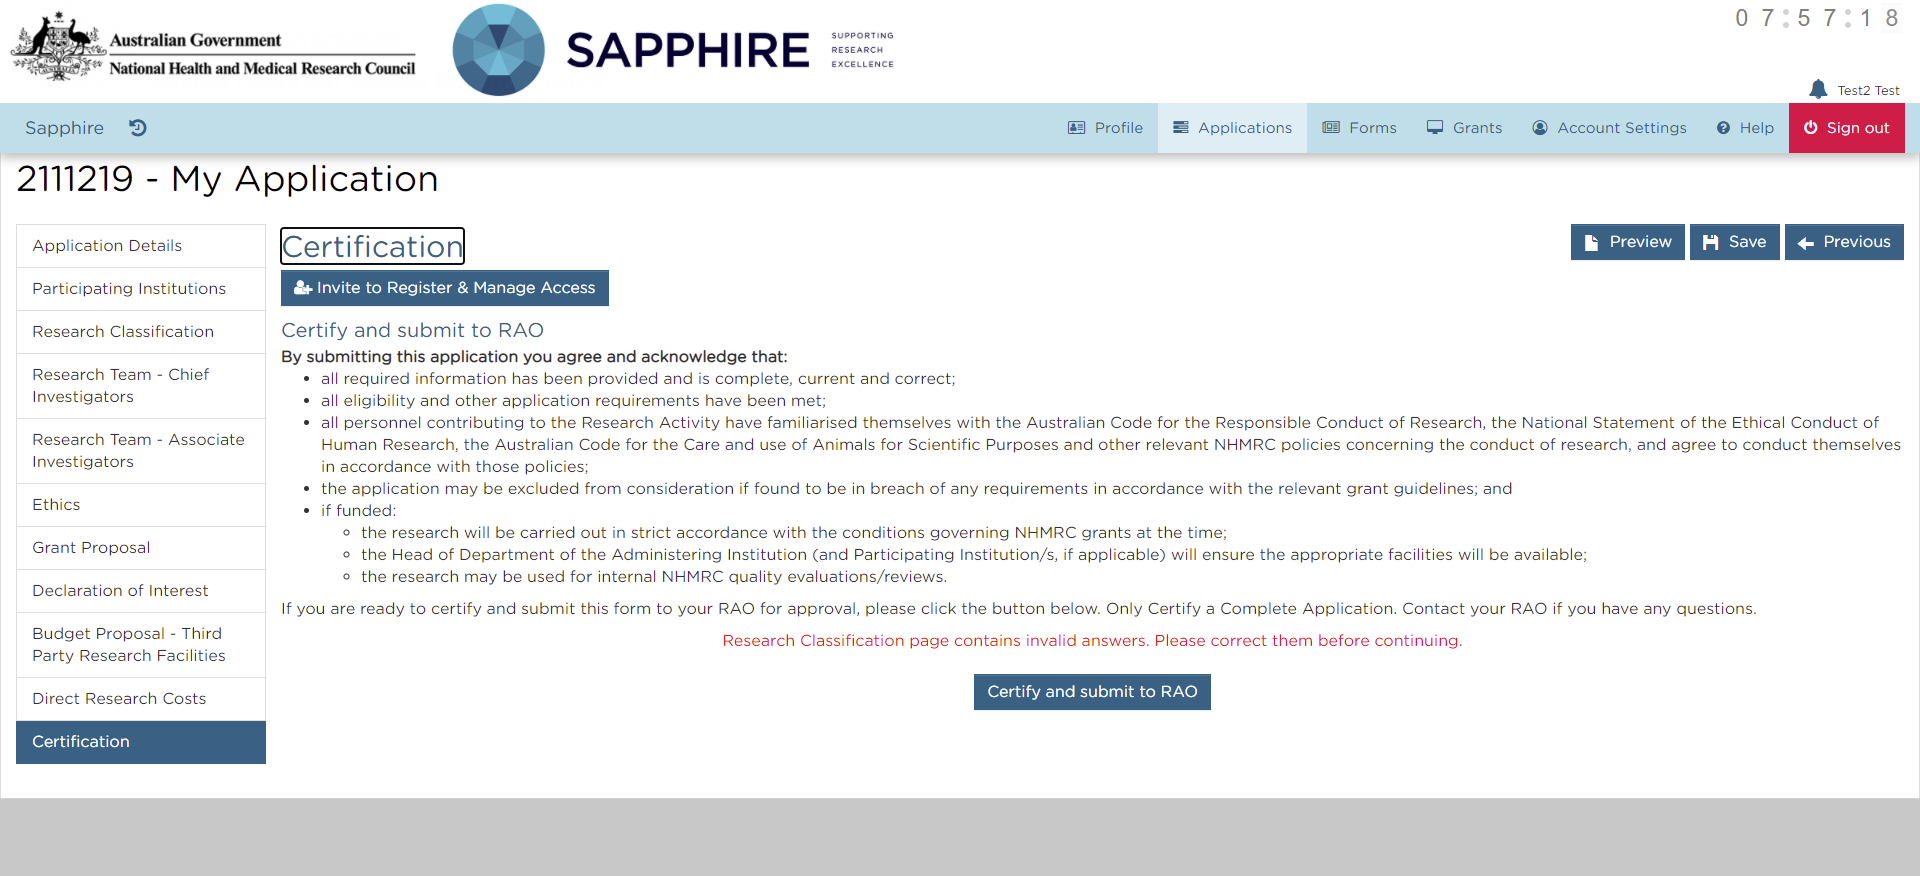 Australian Government
National Health and Medical Research Council
SAPPHIRE
SUPPORTING
RESEARCH
EXCELLENCE
07:57:18
Test2 Test
Sapphire
Profile
Applications
Forms
Grants
Account Settings
Help
Sign out
2111219 - My Application
Application Details
Participating Institutions
Research Classification
Research Team - Chief
Investigators
Research Team - Associate
Investigators
Ethics
Grant Proposal
Declaration of Interest
Budget Proposal - Third
Party Research Facilities
Direct Research Costs
Certification
Certification
Preview
Save
Previous
Invite to Register & Manage Access
Certify and submit to RAO
By submitting this application you agree and acknowledge that:
• all required information has been provided and is complete, current and correct;
• all eligibility and other application requirements have been met;
• all personnel contributing to the Research Activity have familiarised themselves with the Australian Code for the Responsible Conduct of Research, the National Statement of the Ethical Conduct of
Human Research, the Australian Code for the Care and use of Animals for Scientific Purposes and other relevant NHMRC policies concerning the conduct of research, and agree to conduct themselves
in accordance with those policies;
• the application may be excluded from consideration if found to be in breach of any requirements in accordance with the relevant grant guidelines; and
• if funded:
◦ the research will be carried out in strict accordance with the conditions governing NHMRC grants at the time;
◦ the Head of Department of the Administering Institution (and Participating Institution/s, if applicable) will ensure the appropriate facilities will be available;
◦ the research may be used for internal NHMRC quality evaluations/reviews.
If you are ready to certify and submit this form to your RAO for approval, please click the button below. Only Certify a Complete Application. Contact your RAO if you have any questions.
Research Classification page contains invalid answers. Please correct them before continuing.
Certify and submit to RAO